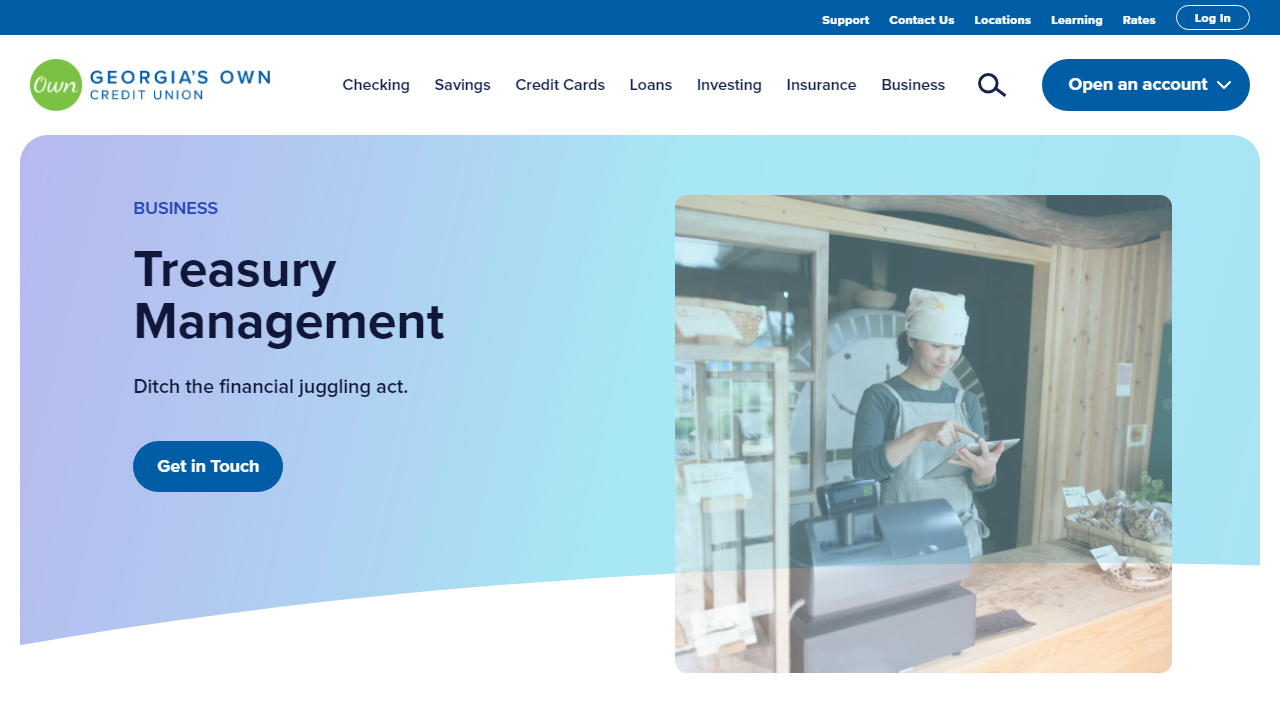 Support Contact Us Locations Learning Rates Log In
Own GEORGIA'S OWN
CREDIT UNION
Checking Savings Credit Cards Loans Investing Insurance Business Open an account
BUSINESS
Treasury
Management
Ditch the financial juggling act.
Get in Touch